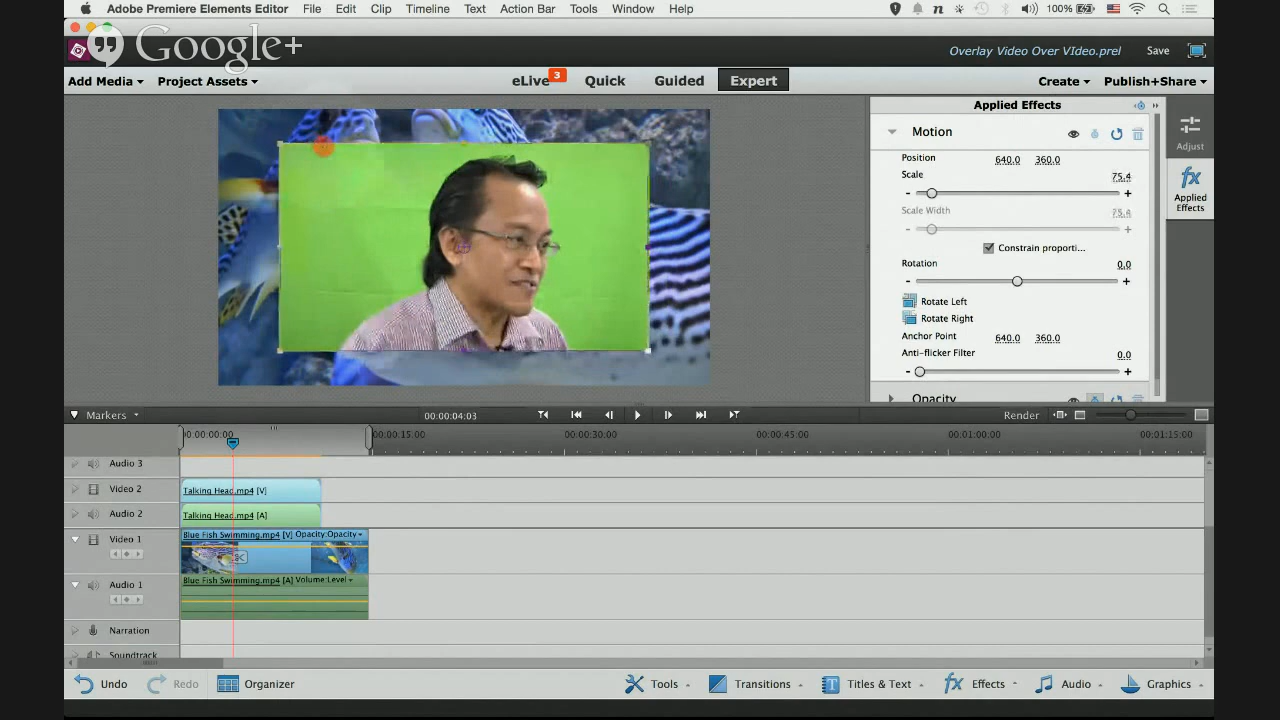 Adobe Premiere Elements Editor File Edit Clip Timeline Text Action Bar Tools Window Help 100%
Google+
Overlay Video Over VIdeo.prel Save
Add Media Project Assets eLive 3 Quick Guided Expert Create Publish+Share
Applied Effects
Motion
Adjust
Position 640.0 360.0
Scale 75.4
- +
Applied
Effects
Scale Width 75.4
- +
Constrain proporti...
Rotation 0.0
- +
Rotate Left
Rotate Right
Anchor Point 640.0 360.0
Anti-flicker Filter 0.0
- +
Opacity
Markers 00:00:04:03 Render
00:00:00:00 00:00:15:00 00:00:30:00 00:00:45:00 00:01:00:00 00:01:15:00
Audio 3
Video 2 Talking Head.mp4 [V]
Audio 2 Talking Head.mp4 [A]
Video 1 Blue Fish Swimming.mp4 [V] Opacity:Opacity
Audio 1 Blue Fish Swimming.mp4 [A] Volume:Level
Narration
Soundtrack
Undo Redo Organizer Tools Transitions Titles & Text Effects Audio Graphics